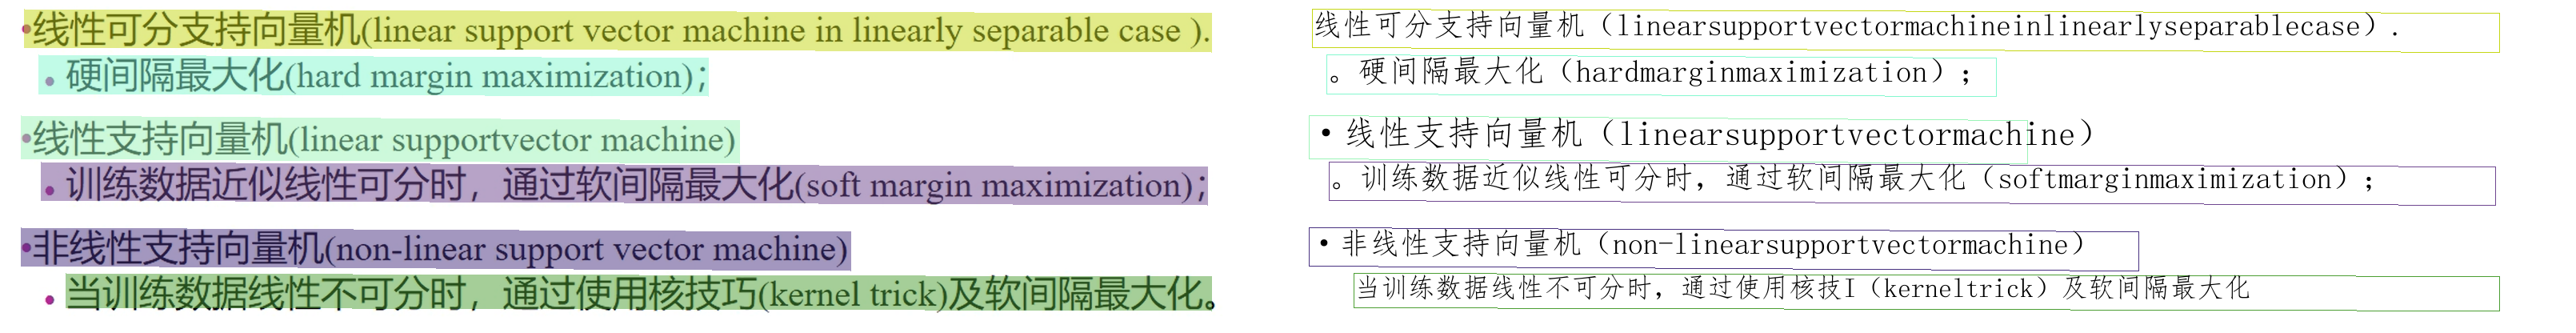 •线性可分支持向量机(linear support vector machine in linearly separable case ).
•硬间隔最大化(hard margin maximization);
•线性支持向量机(linear supportvector machine)
•训练数据近似线性可分时，通过软间隔最大化(soft margin maximization);
•非线性支持向量机(non-linear support vector machine)
•当训练数据线性不可分时，通过使用核技巧(kernel trick)及软间隔最大化。
线性可分支持向量机（linearsupportvectormachineinlinearlyseparablecase）.
。硬间隔最大化（hardmarginmaximization）;
•线性支持向量机（linearsupportvectormachine）
。训练数据近似线性可分时，通过软间隔最大化（softmarginmaximization）;
•非线性支持向量机（non-linearsupportvectormachine）
当训练数据线性不可分时，通过使用核技I（kerneltrick）及软间隔最大化